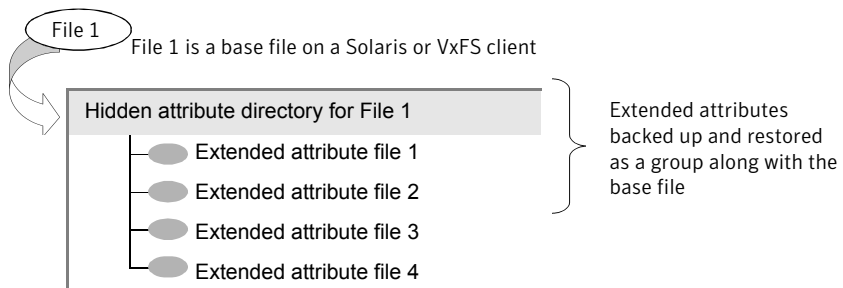 File 1
File 1 is a base file on a Solaris or VxFS client
Hidden attribute directory for File 1
Extended attribute file 1
Extended attribute file 2
Extended attribute file 3
Extended attribute file 4
Extended attributes
backed up and restored
as a group along with the
base file